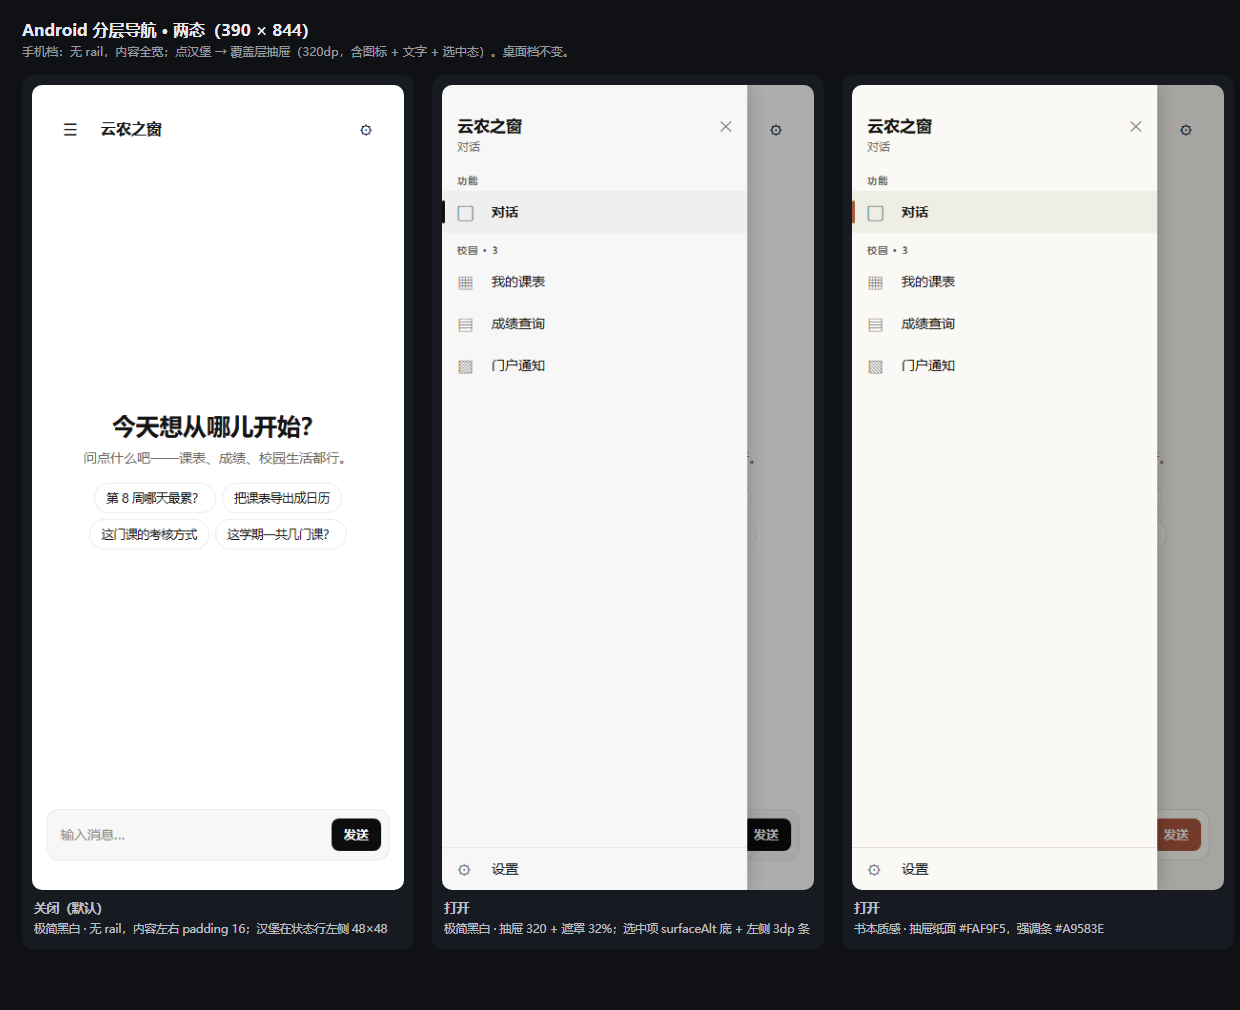 Android 分层导航 • 两态（390 × 844）
手机档：无 rail，内容全宽；点汉堡 → 覆盖层抽屉（320dp，含图标 + 文字 + 选中态）。桌面档不变。
☰ 云农之窗
今天想从哪儿开始？
问点什么吧——课表、成绩、校园生活都行。
第 8 周哪天最累？ 把课表导出成日历
这门课的考核方式 这学期一共几门课？
输入消息... 发送
关闭（默认）
极简黑白 · 无 rail，内容左右 padding 16；汉堡在状态行左侧 48×48
云农之窗
对话
功能
对话
校园 • 3
我的课表
成绩查询
门户通知
行。
发送
设置
打开
极简黑白 · 抽屉 320 + 遮罩 32%；选中项 surfaceAlt 底 + 左侧 3dp 条
云农之窗
对话
功能
对话
校园 • 3
我的课表
成绩查询
门户通知
行。
发送
设置
打开
书本质感 · 抽屉纸面 #FAF9F5，强调条 #A9583E